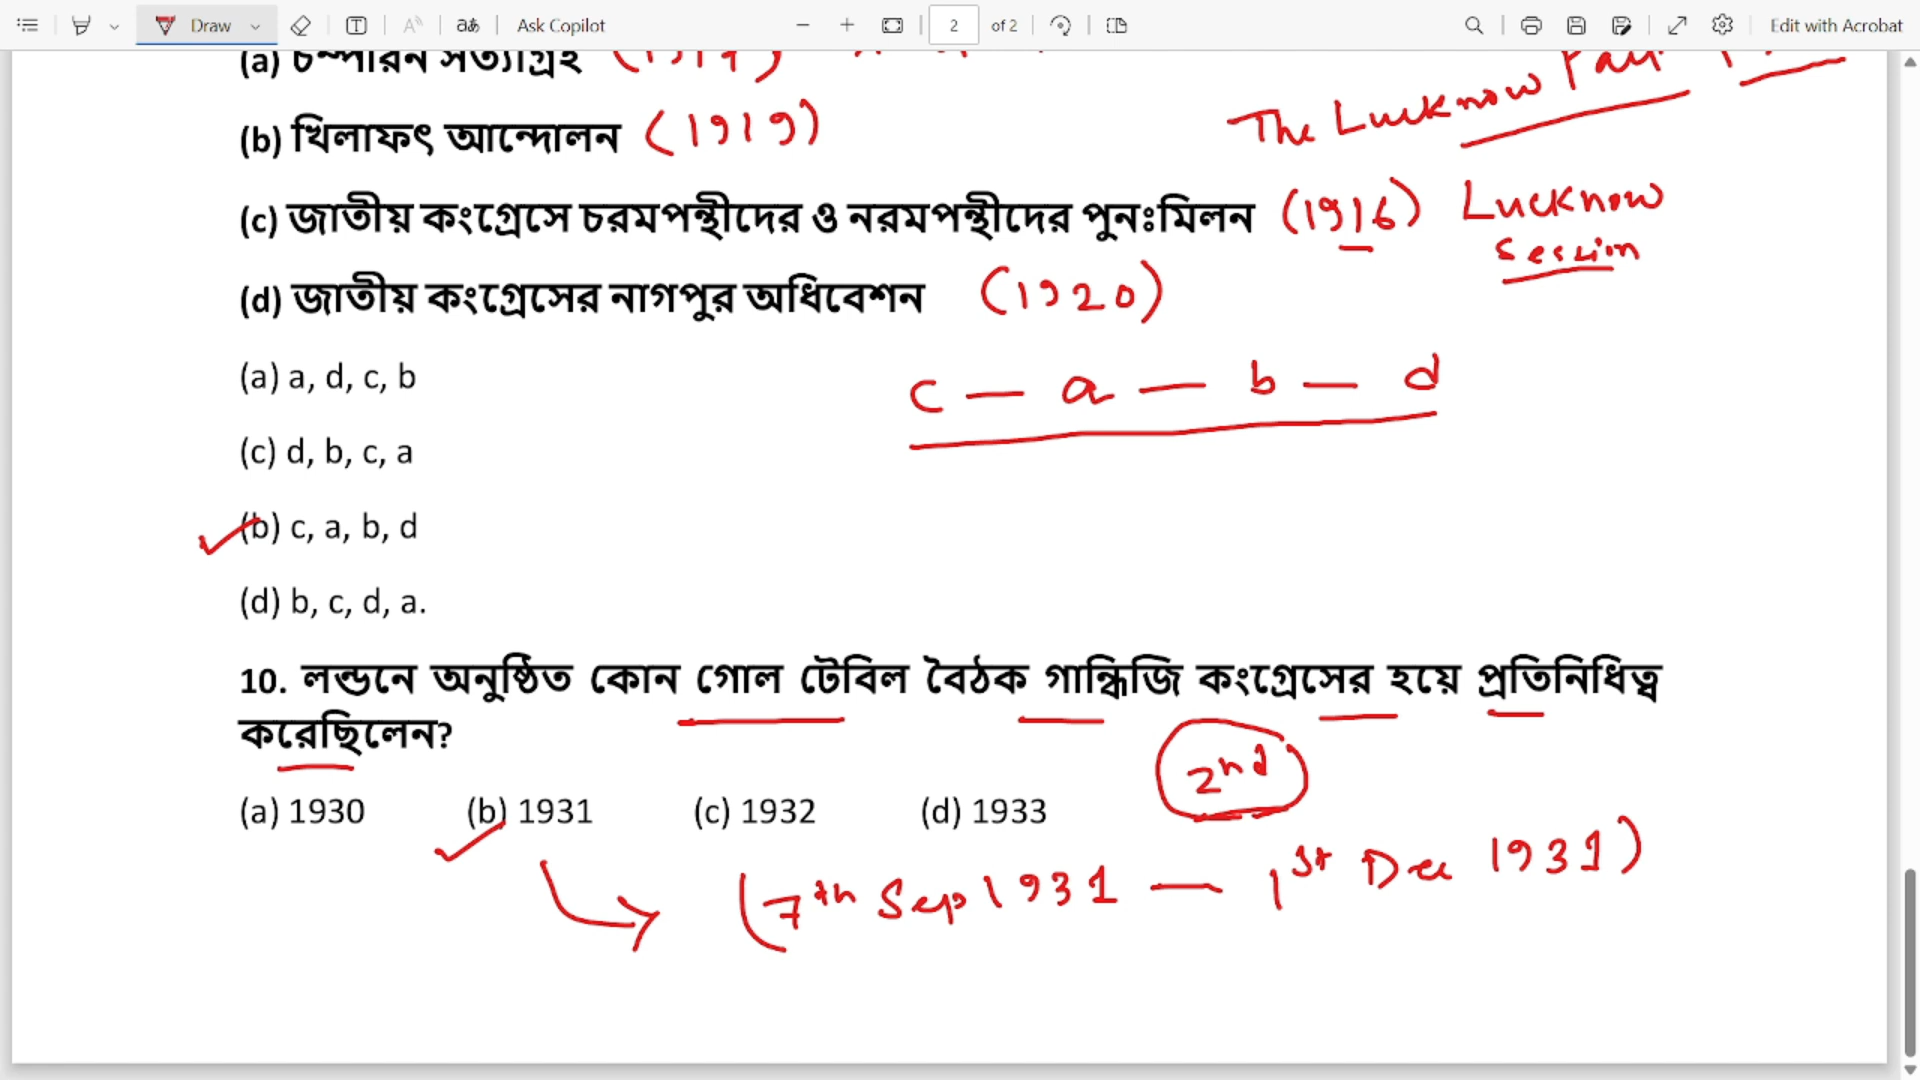 Draw Ask Copilot 2 of 2 Edit with Acrobat
(a) চম্পারন সত্যাগ্রহ (1917)
The Lucknow Pact
(b) খিলাফৎ আন্দোলন (1919)
(c) জাতীয় কংগ্রেসে চরমপন্থীদের ও নরমপন্থীদের পুনঃমিলন (1916) Lucknow
Session
(d) জাতীয় কংগ্রেসের নাগপুর অধিবেশন (1920)
(a) a, d, c, b
c — a — b — d
(c) d, b, c, a
(b) c, a, b, d
(d) b, c, d, a.
10. লন্ডনে অনুষ্ঠিত কোন গোল টেবিল বৈঠক গান্ধিজি কংগ্রেসের হয়ে প্রতিনিধিত্ব
করেছিলেন?
2nd
(a) 1930 (b) 1931 (c) 1932 (d) 1933
(7th Sep 1931 — 1st Dec 1931)